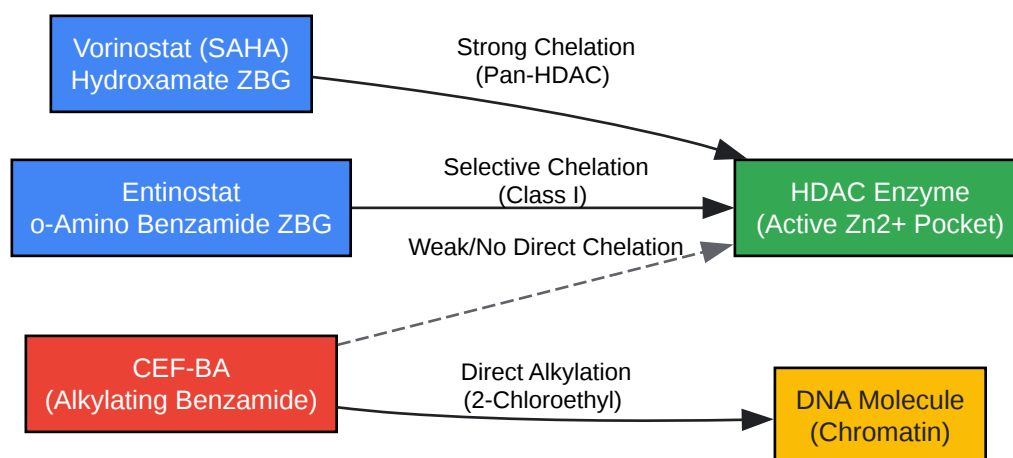 Vorinostat (SAHA)
Hydroxamate ZBG
Strong Chelation
(Pan-HDAC)
Entinostat
o-Amino Benzamide ZBG
Selective Chelation
(Class I)
HDAC Enzyme
(Active Zn2+ Pocket)
Weak/No Direct Chelation
CEF-BA
(Alkylating Benzamide)
Direct Alkylation
(2-Chloroethyl)
DNA Molecule
(Chromatin)